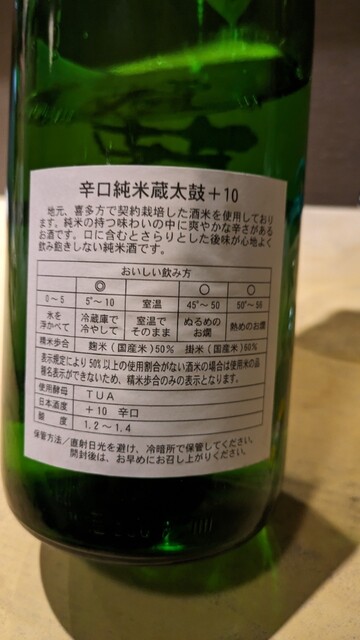 辛口純米蔵太鼓+10
地元、喜多方で契約栽培した酒米を使用しており
ます。純米の持つ味わいの中に爽やかな辛さがある
お酒です。口に含むとさらりとした後味が心地よく
飲み飽きしない純米酒です。
おいしい飲み方
◎ ○ ○
0~5 5°~10 室温 45°~50 50°~55
氷を浮かべて 冷蔵庫で冷やして 室温でそのまま ぬるめのお燗 熱めのお燗
精米歩合 麹米(国産米)50% 掛米(国産米)60%
表示規定により50%以上の使用割合がない酒米の場合は使用米の品
種名表示ができないため、精米歩合のみの表示となります。
使用酵母 TUA
日本酒度 +10 辛口
酸度 1.2~1.4
保管方法/直射日光を避け、冷暗所で保管してください。
開封後は、お早めにお召し上がりください。